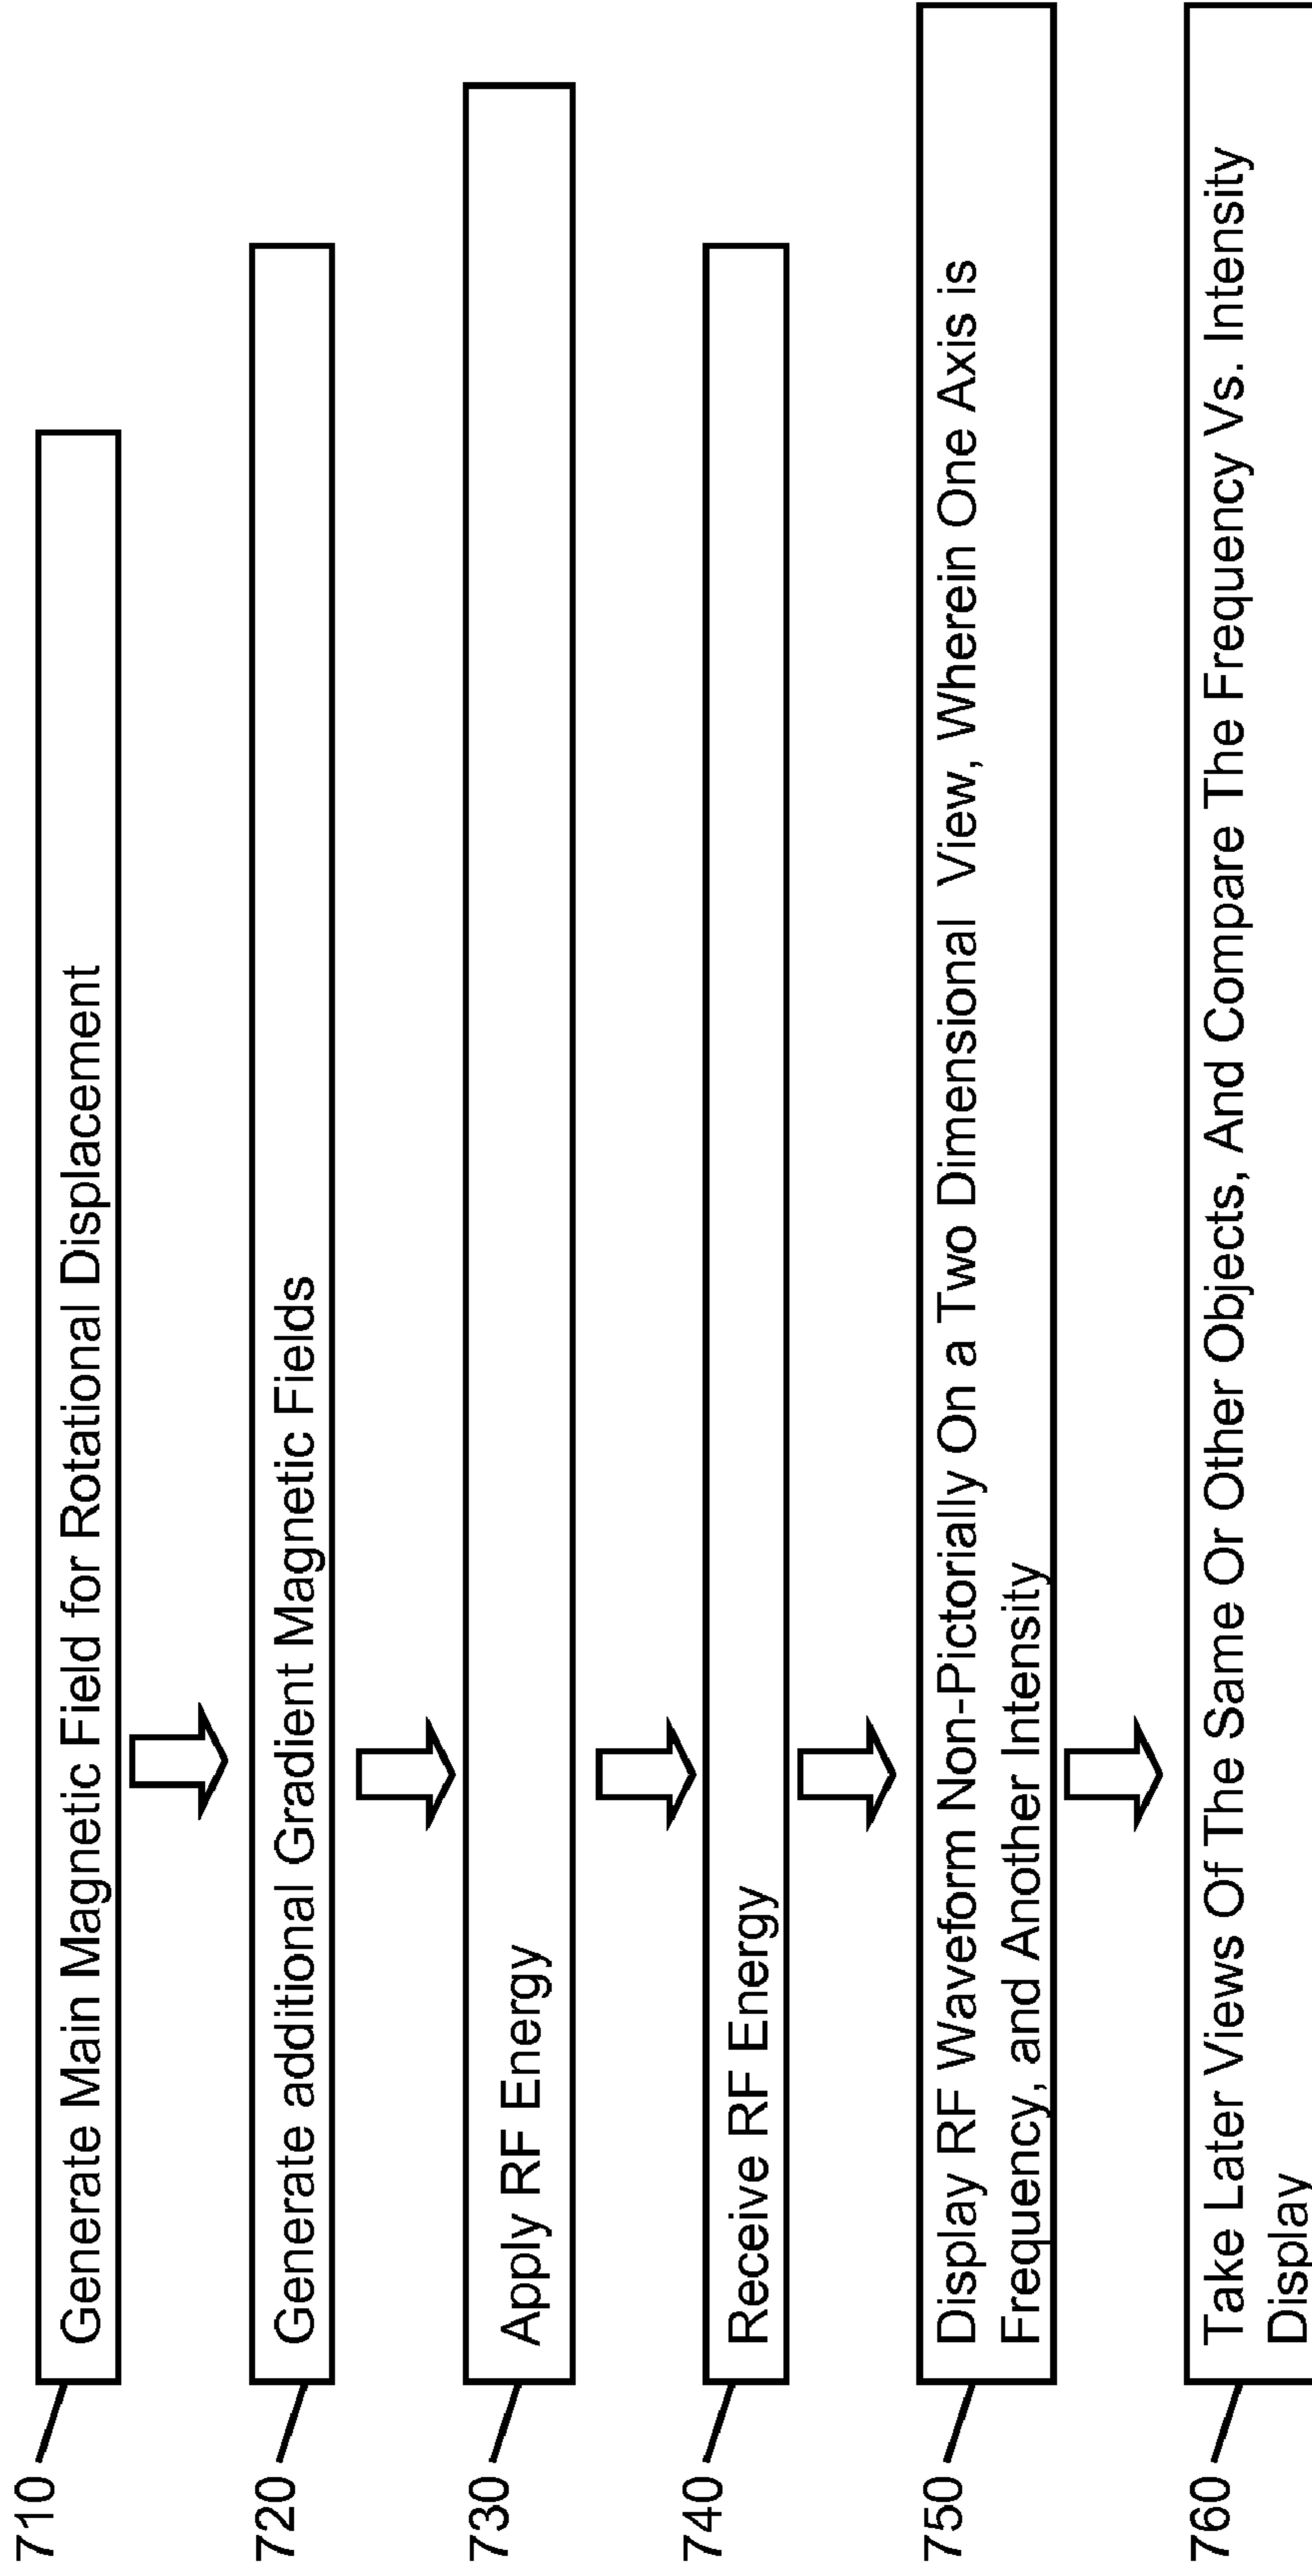 710
Generate Main Magnetic Field for Rotational Displacement
720
Generate additional Gradient Magnetic Fields
730
Apply RF Energy
740
Receive RF Energy
750
Display RF Waveform Non-Pictorially On a Two Dimensional View, Wherein One Axis is
Frequency, and Another Intensity
760
Take Later Views Of The Same Or Other Objects, And Compare The Frequency Vs. Intensity
Display